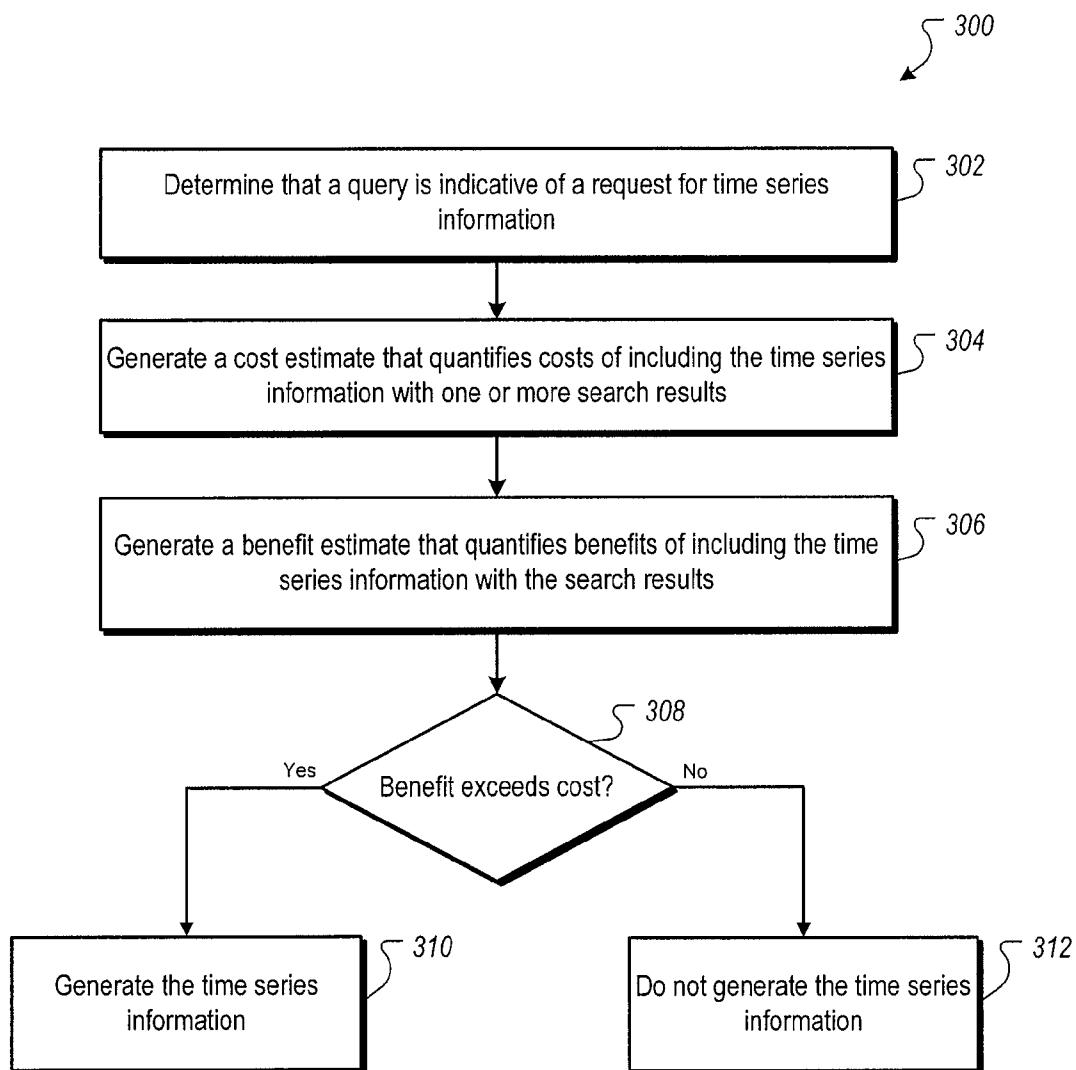 300
Determine that a query is indicative of a request for time series
information
302
Generate a cost estimate that quantifies costs of including the time series
information with one or more search results
304
Generate a benefit estimate that quantifies benefits of including the time
series information with the search results
306
308
Yes
Benefit exceeds cost?
No
Generate the time series
information
310
Do not generate the time series
information
312